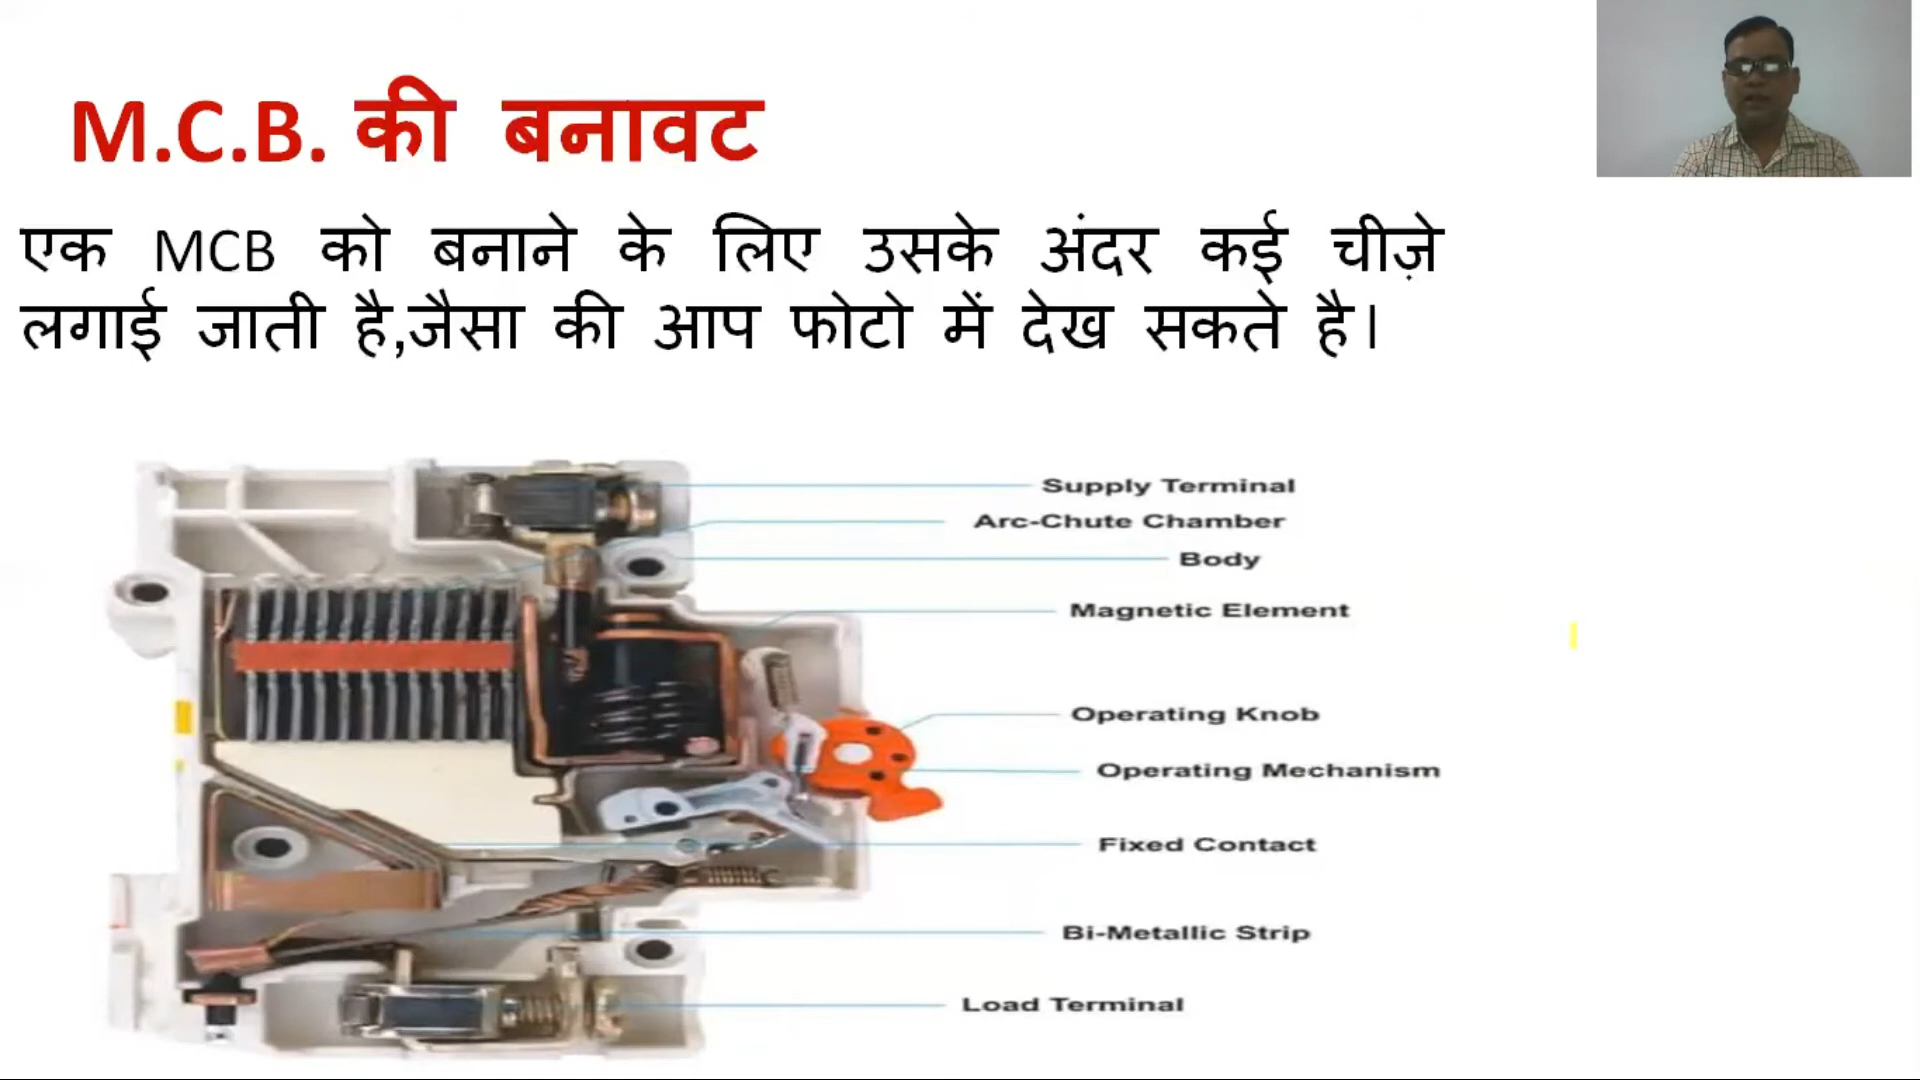 M.C.B. की बनावट
एक MCB को बनाने के लिए उसके अंदर कई चीज़े
लगाई जाती है,जैसा की आप फोटो में देख सकते है।
Supply Terminal
Arc-Chute Chamber
Body
Magnetic Element
Operating Knob
Operating Mechanism
Fixed Contact
Bi-Metallic Strip
Load Terminal